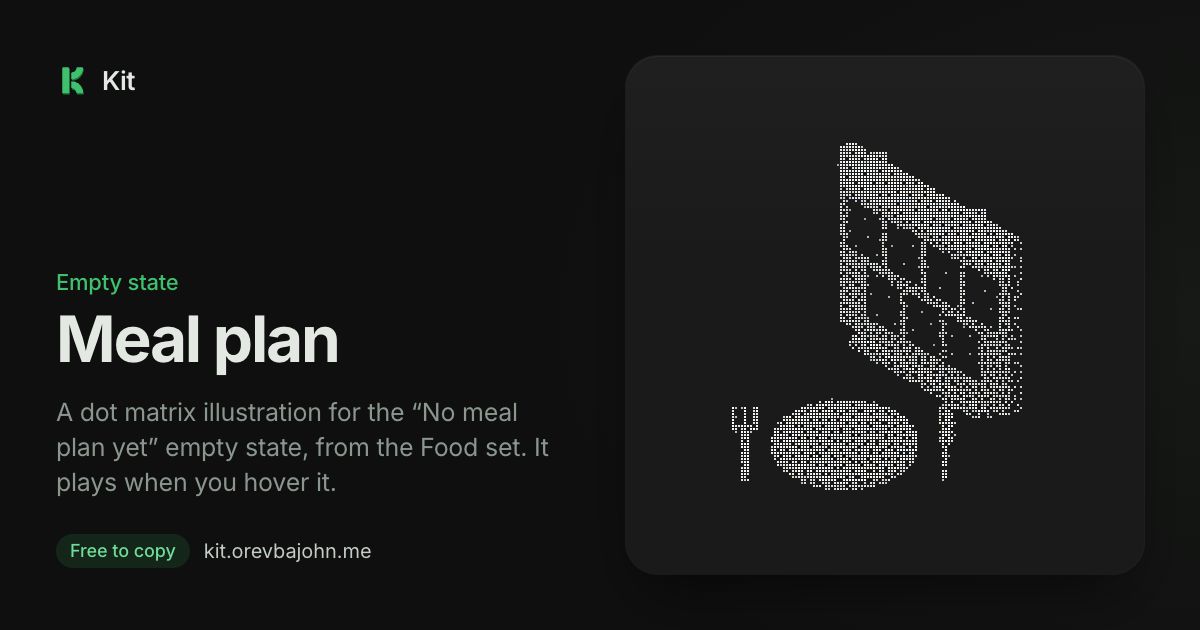 Kit
Empty state
Meal plan
A dot matrix illustration for the “No meal
plan yet” empty state, from the Food set. It
plays when you hover it.
Free to copy
kit.orevbajohn.me